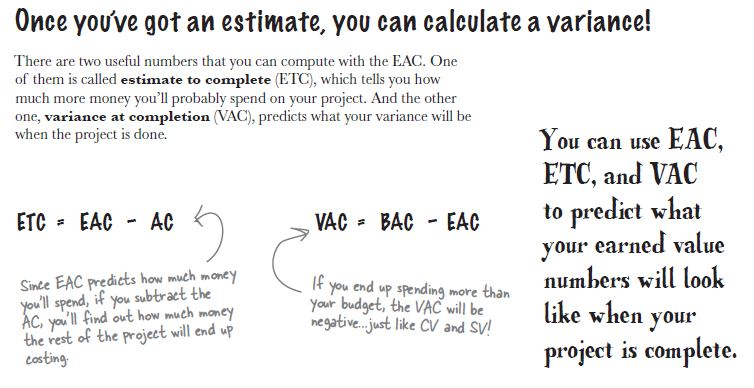 Once you've got an estimate, you can calculate a variance!
There are two useful numbers that you can compute with the EAC. One
of them is called estimate to complete (ETC), which tells you how
much more money you'll probably spend on your project. And the other
one, variance at completion (VAC), predicts what your variance will be
when the project is done.
ETC = EAC - AC
Since EAC predicts how much money
you'll spend, if you subtract the
AC, you'll find out how much money
the rest of the project will end up
costing.
VAC = BAC - EAC
If you end up spending more than
your budget, the VAC will be
negative...just like CV and SV!
You can use EAC,
ETC, and VAC
to predict what
your earned value
numbers will look
like when your
project is complete.